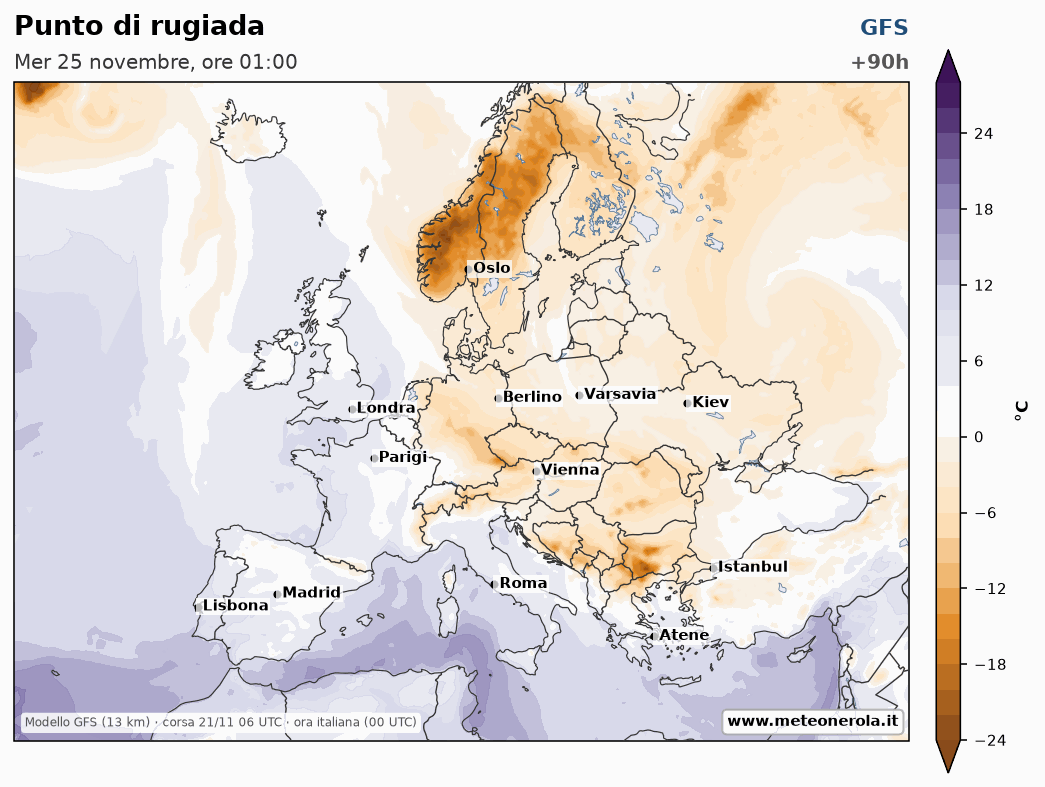 Punto di rugiada
GFS
Mer 25 novembre, ore 01:00
+90h
Oslo
Londra
Berlino
Varsavia
Kiev
Parigi
Vienna
Madrid
Lisbona
Roma
Istanbul
Atene
24
18
12
6
0
−6
−12
−18
−24
°C
Modello GFS (13 km) · corsa 21/11 06 UTC · ora italiana (00 UTC)
www.meteonerola.it